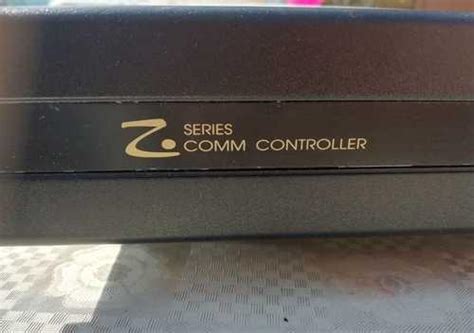 Z. SERIES
COMM CONTROLLER